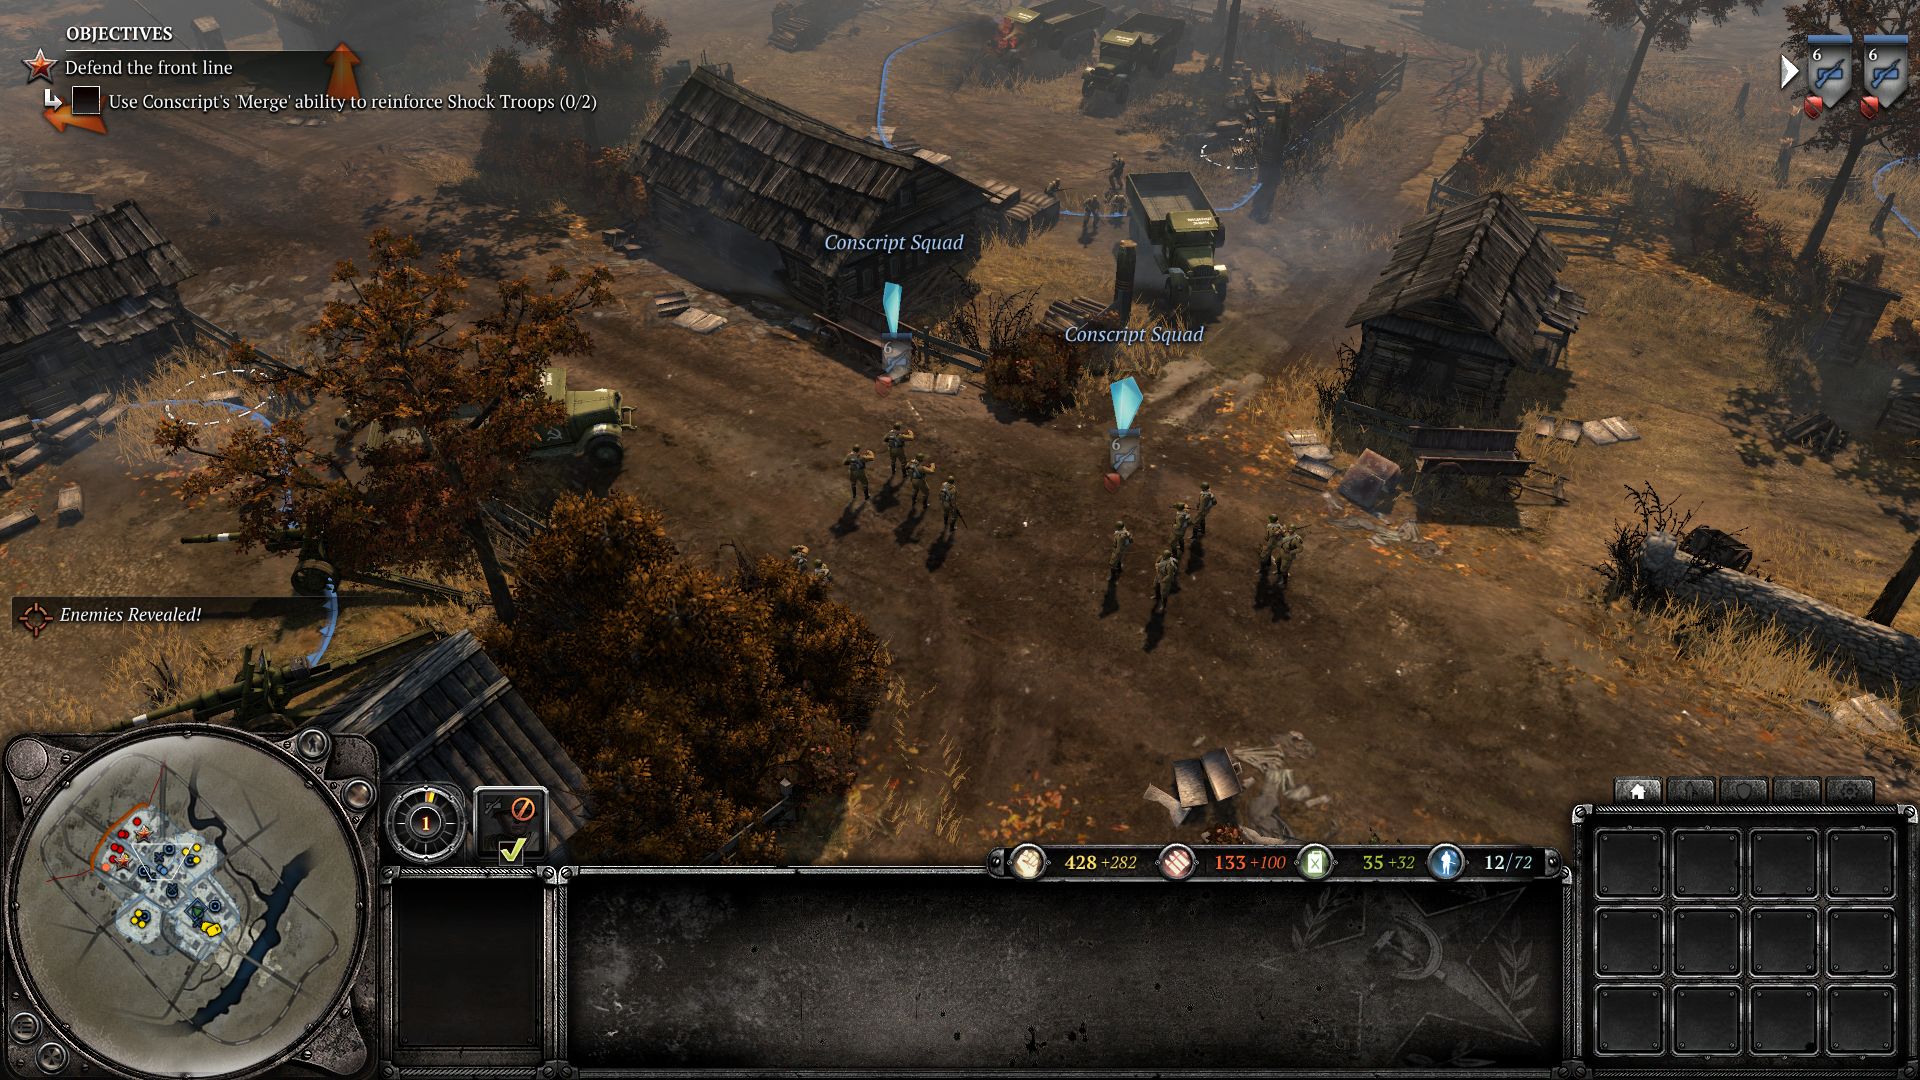 OBJECTIVES
Defend the front line
Use Conscript's 'Merge' ability to reinforce Shock Troops (0/2)
6
6
Conscript Squad
6
Conscript Squad
6
Enemies Revealed!
1
428 +282
133 +100
35 +32
12/72